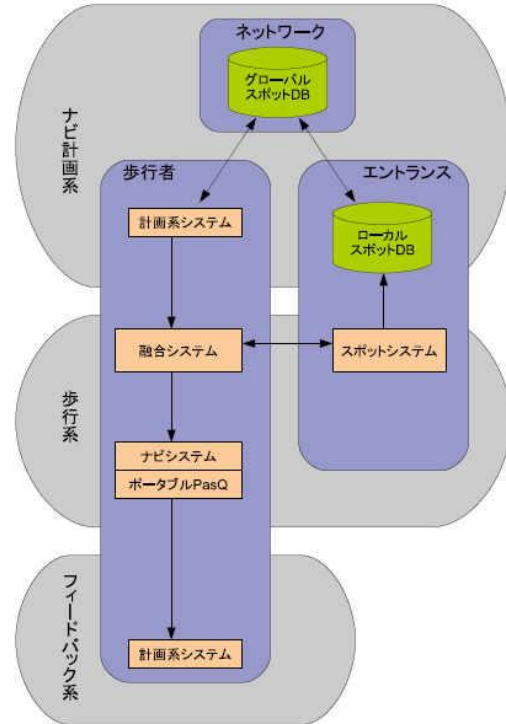 ネットワーク
グローバル
スポットDB
ナビ計画系
歩行者
エントランス
計画系システム
ローカル
スポットDB
融合システム
スポットシステム
歩行系
ナビシステム
ポータブルPasQ
フィードバック系
計画系システム